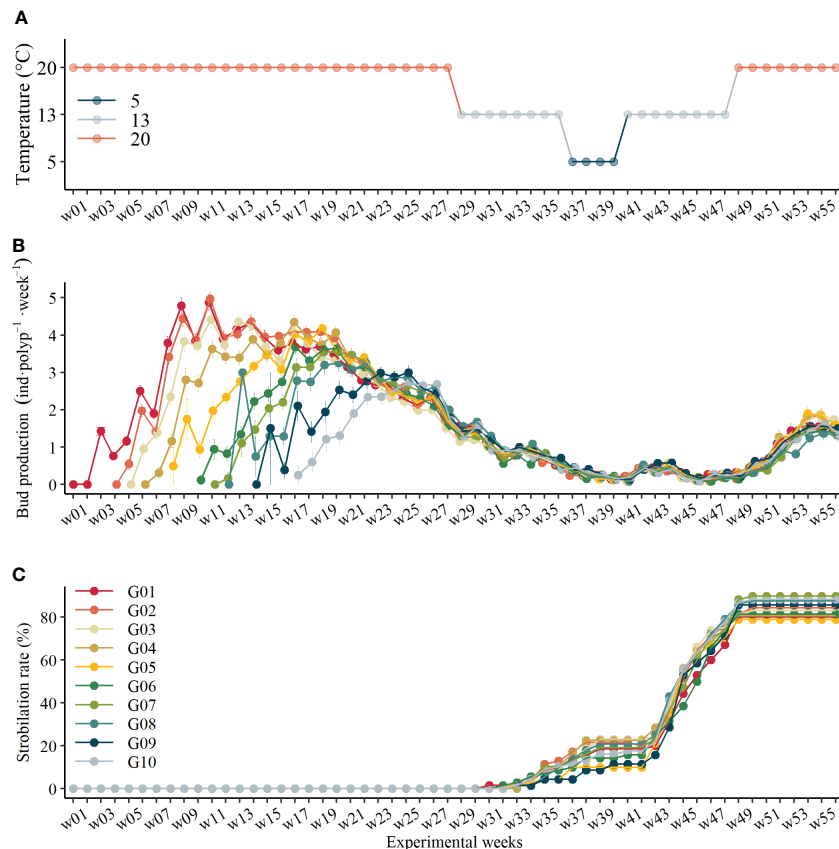 A
Temperature (°C)
20
13
5
5
13
20
w01 w03 w05 w07 w09 w11 w13 w15 w17 w19 w21 w23 w25 w27 w29 w31 w33 w35 w37 w39 w41 w43 w45 w47 w49 w51 w53 w55
B
Bud production (ind·polyp⁻¹ ·week⁻¹)
5
4
3
2
1
0
w01 w03 w05 w07 w09 w11 w13 w15 w17 w19 w21 w23 w25 w27 w29 w31 w33 w35 w37 w39 w41 w43 w45 w47 w49 w51 w53 w55
C
Strobilation rate (%)
80
60
40
20
0
G01
G02
G03
G04
G05
G06
G07
G08
G09
G10
w01 w03 w05 w07 w09 w11 w13 w15 w17 w19 w21 w23 w25 w27 w29 w31 w33 w35 w37 w39 w41 w43 w45 w47 w49 w51 w53 w55
Experimental weeks